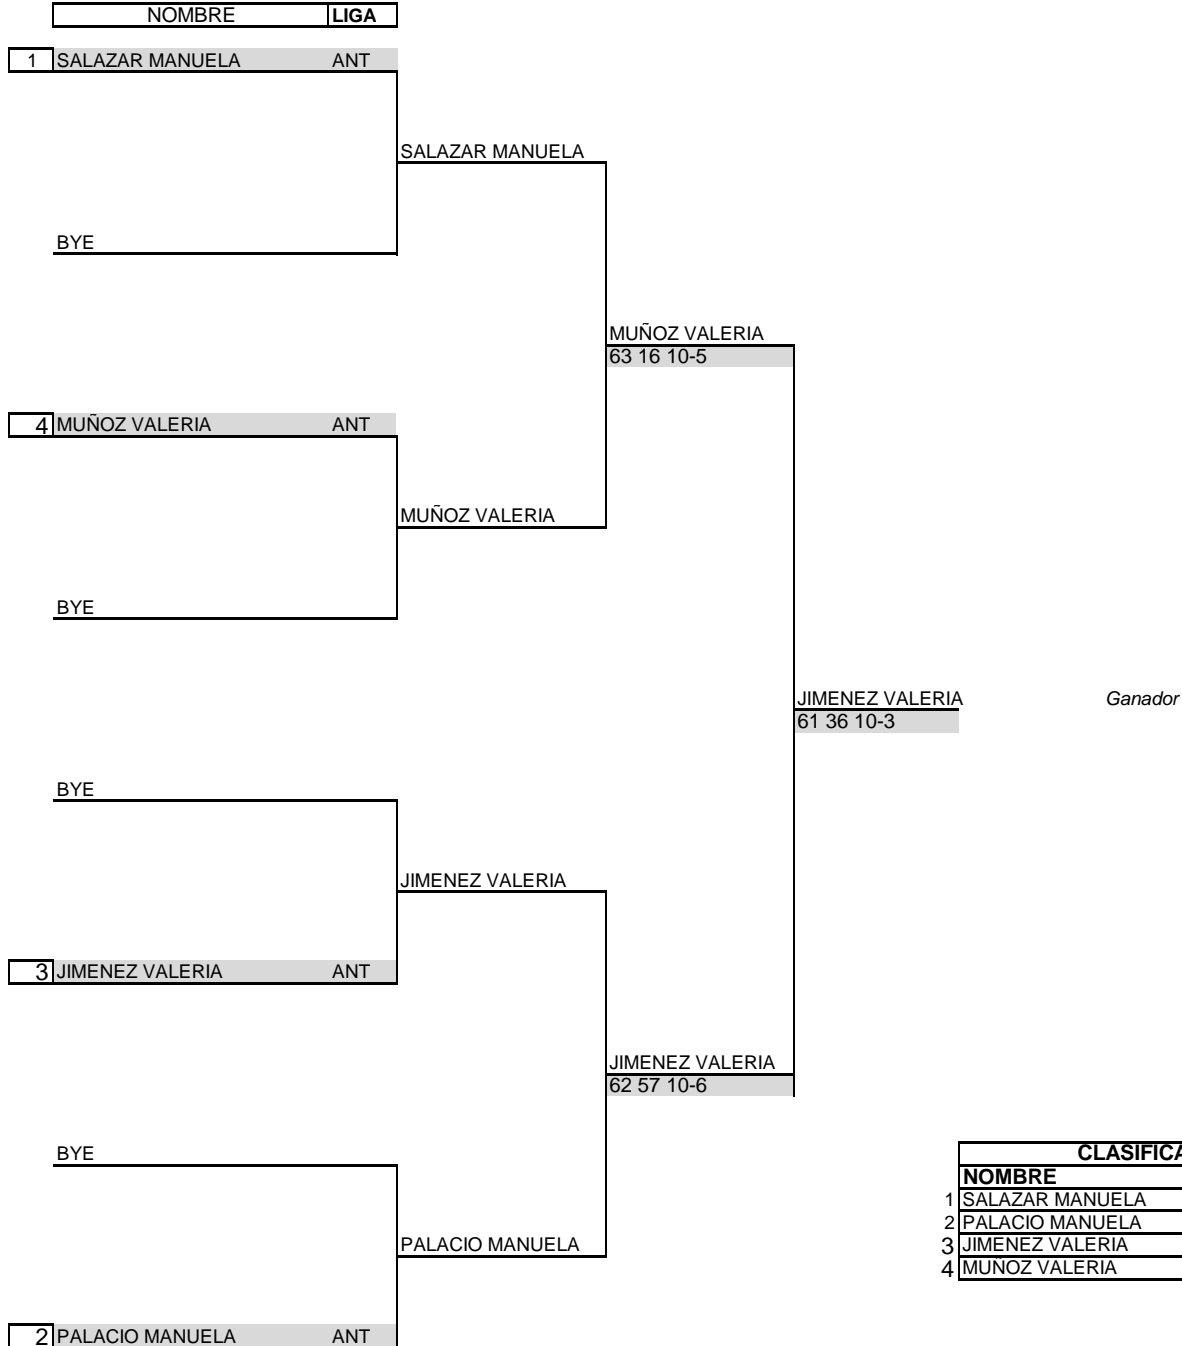 NOMBRE LIGA
1 SALAZAR MANUELA ANT
SALAZAR MANUELA
BYE
MUÑOZ VALERIA
63 16 10-5
4 MUÑOZ VALERIA ANT
MUÑOZ VALERIA
BYE
JIMENEZ VALERIA Ganador
61 36 10-3
BYE
JIMENEZ VALERIA
3 JIMENEZ VALERIA ANT
JIMENEZ VALERIA
62 57 10-6
BYE
CLASIFICA
NOMBRE
1 SALAZAR MANUELA
2 PALACIO MANUELA
PALACIO MANUELA
3 JIMENEZ VALERIA
4 MUÑOZ VALERIA
2 PALACIO MANUELA ANT